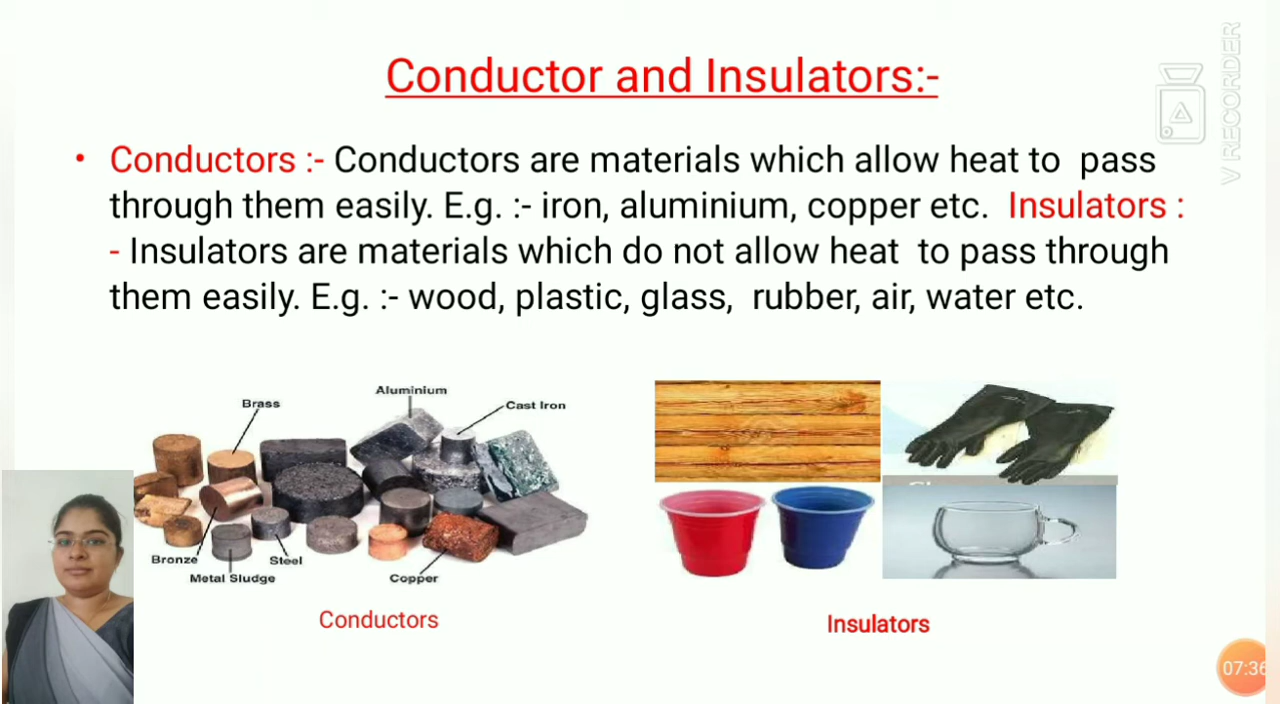 Conductor and Insulators:-
V RECORDER
• Conductors :- Conductors are materials which allow heat to pass
through them easily. E.g. :- iron, aluminium, copper etc. Insulators :
- Insulators are materials which do not allow heat to pass through
them easily. E.g. :- wood, plastic, glass, rubber, air, water etc.
Aluminium
Brass
Cast Iron
Bronze
Steel
Metal Sludge
Copper
Conductors
Insulators
07:36